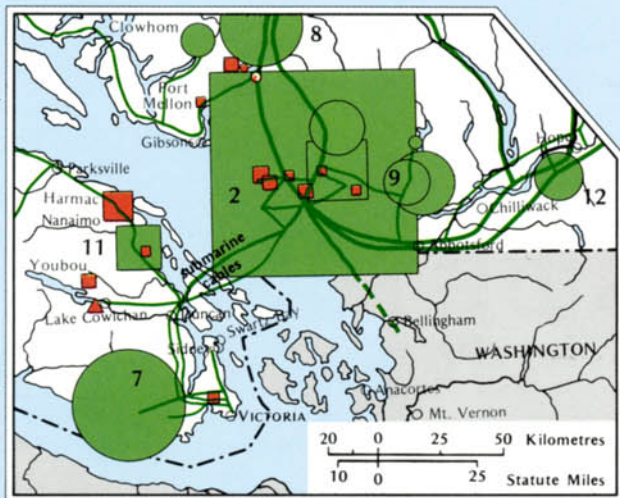 Clowhom
8
Port
Mellon
Gibsons
Hope
Parksville
Harmac
Nanaimo
2
9
12
Chilliwack
11
Abbotsford
submarine
cables
Youbou
Lake Cowichan
Duncan
Swartz
Bellingham
Sidney
WASHINGTON
7
Anacortes
VICTORIA
Mt. Vernon
20 0 50 Kilometres
10 0 25
Statute Miles